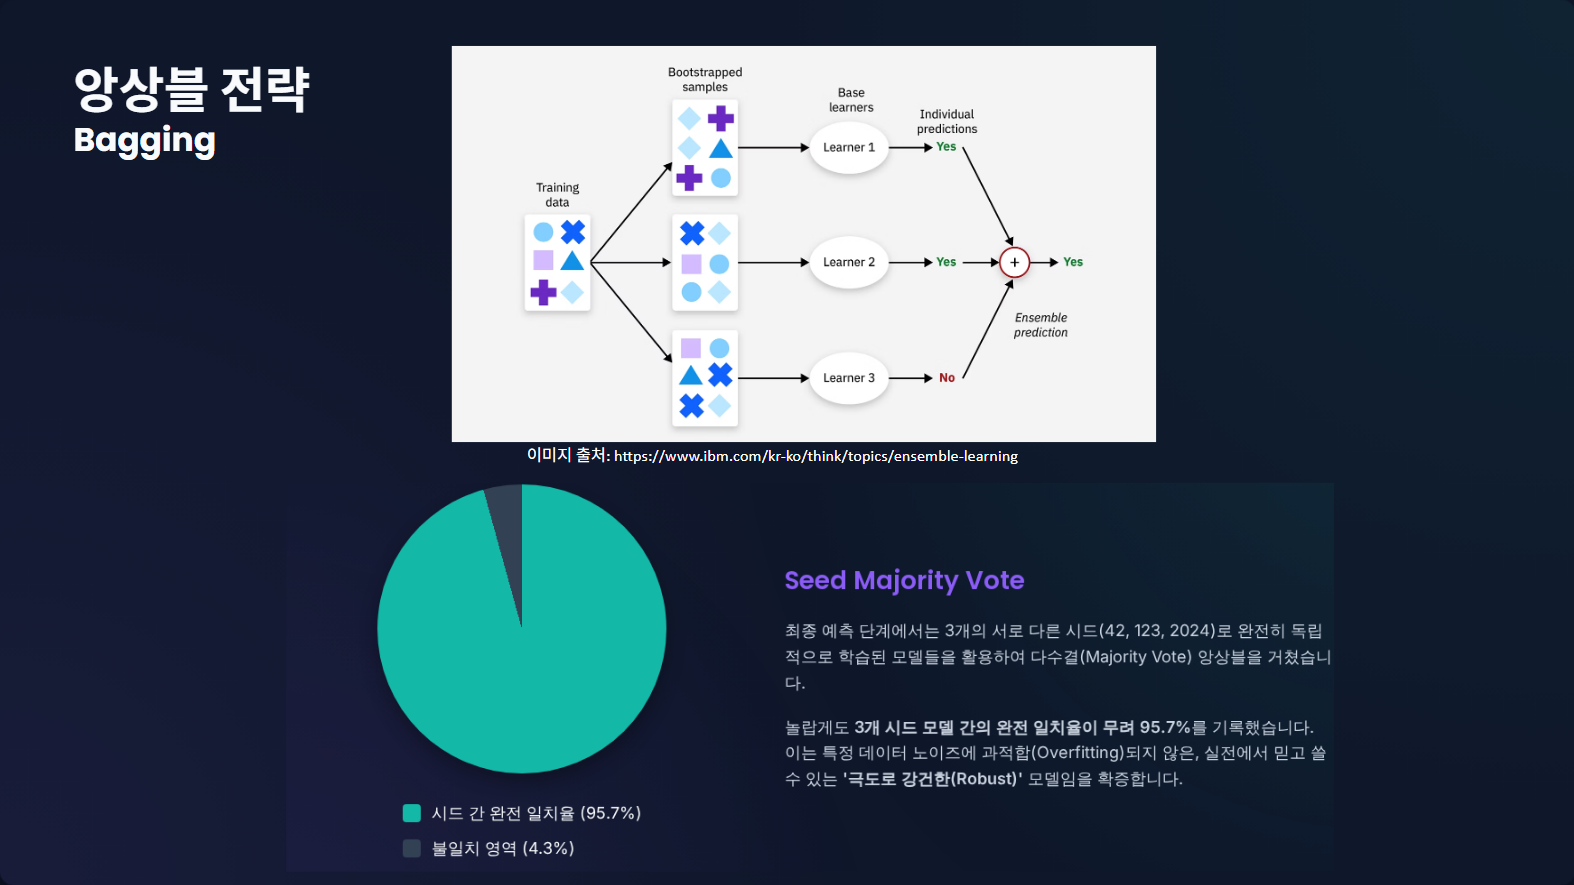 앙상블 전략
Bagging
Bootstrapped
samples
Base
learners
Individual
predictions
Learner 1
Yes
Training
data
Learner 2
Yes
+
Yes
Ensemble
prediction
Learner 3
No
이미지 출처: https://www.ibm.com/kr-ko/think/topics/ensemble-learning
Seed Majority Vote
최종 예측 단계에서는 3개의 서로 다른 시드(42, 123, 2024)로 완전히 독립
적으로 학습된 모델들을 활용하여 다수결(Majority Vote) 앙상블을 거쳤습니
다.
놀랍게도 3개 시드 모델 간의 완전 일치율이 무려 95.7%를 기록했습니다.
이는 특정 데이터 노이즈에 과적합(Overfitting)되지 않은, 실전에서 믿고 쓸
수 있는 '극도로 강건한(Robust)' 모델임을 확증합니다.
시드 간 완전 일치율 (95.7%)
불일치 영역 (4.3%)